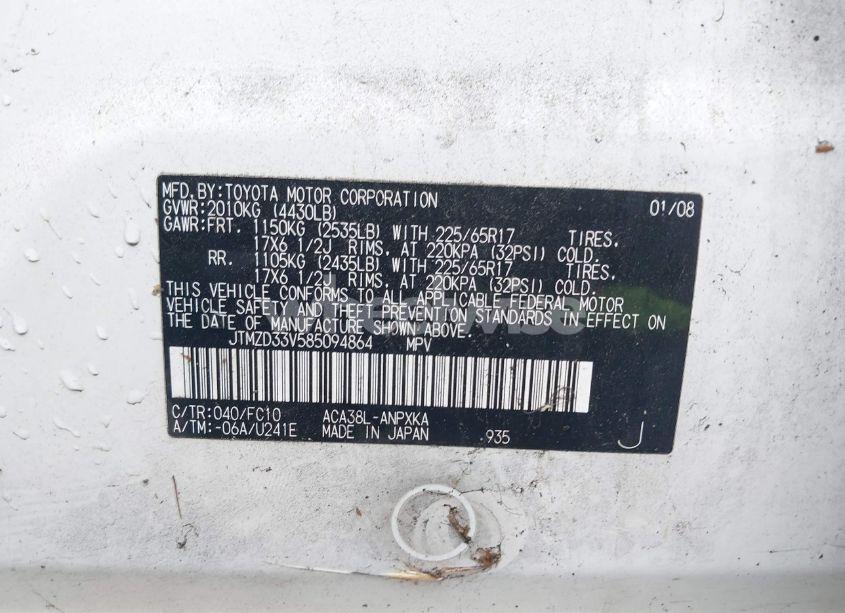 MFD. BY: TOYOTA MOTOR CORPORATION 01/08
GVWR: 2010KG (4430LB)
GAWR: FRT. 1150KG (2535LB) WITH 225/65R17 TIRES.
17X6 1/2J RIMS, AT 220KPA (32PSI) COLD.
RR. 1105KG (2435LB) WITH 225/65R17 TIRES,
17X6 1/2J RIMS, AT 220KPA (32PSI) COLD.
THIS VEHICLE CONFORMS TO ALL APPLICABLE FEDERAL MOTOR
VEHICLE SAFETY AND THEFT PREVENTION STANDARDS IN EFFECT ON
THE DATE OF MANUFACTURE SHOWN ABOVE.
JTMZD33V585094864 MPV
C/TR: 040/FC10 ACA38L-ANPXKA
A/TM: -06A/U241E MADE IN JAPAN 935 J